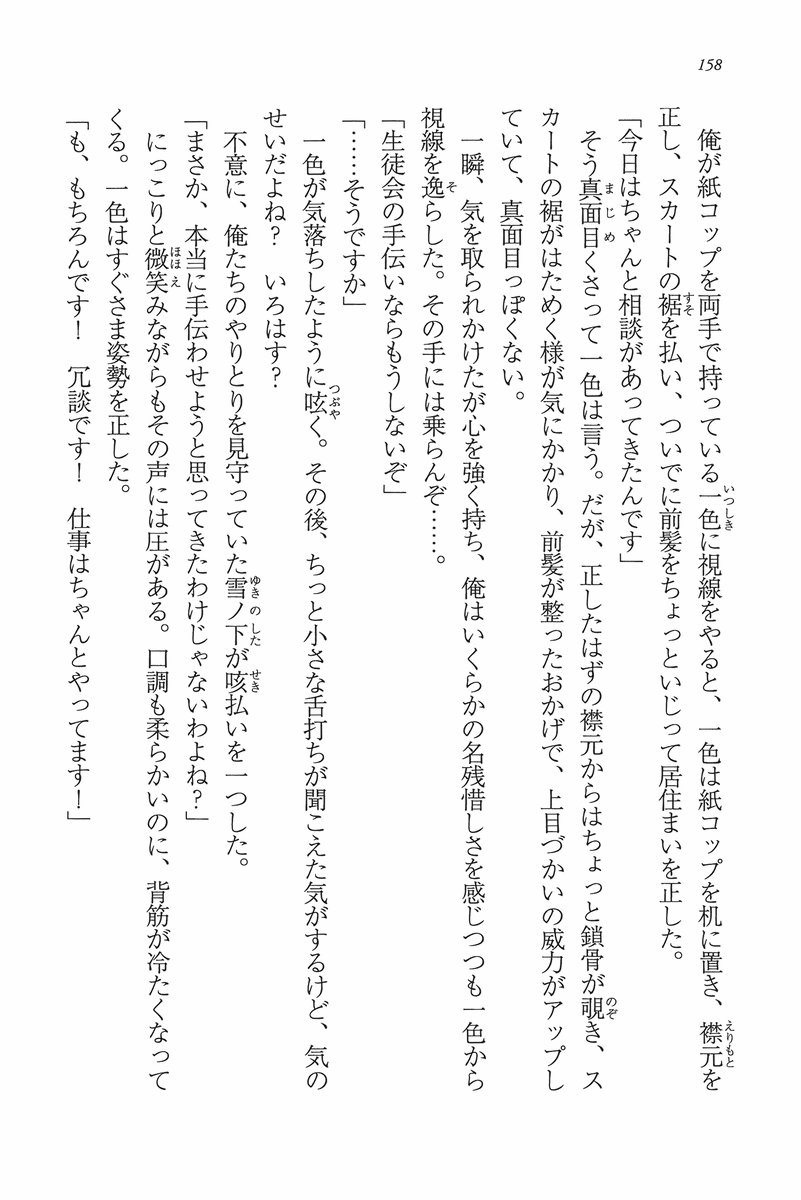 158
　俺が紙コップを両手で持っている一色に視線をやると、一色は紙コップを机に置き、襟元を
正し、スカートの裾を払い、ついでに前髪をちょっといじって居住まいを正した。
「今日はちゃんと相談があってきたんです」
　そう真面目くさって一色は言う。だが、正したはずの襟元からはちょっと鎖骨が覗き、ス
カートの裾がはためく様が気にかかり、前髪が整ったおかげで、上目づかいの威力がアップし
ていて、真面目っぽくない。
　一瞬、気を取られかけたが心を強く持ち、俺はいくらかの名残惜しさを感じつつも一色から
視線を逸らした。その手には乗らんぞ……。
「生徒会の手伝いならもうしないぞ」
「……そうですか」
　一色が気落ちしたように呟く。その後、ちっと小さな舌打ちが聞こえた気がするけど、気の
せいだよね？　いろはす？
　不意に、俺たちのやりとりを見守っていた雪ノ下が咳払いを一つした。
「まさか、本当に手伝わせようと思ってきたわけじゃないわよね？」
　にっこりと微笑みながらもその声には圧がある。口調も柔らかいのに、背筋が冷たくなって
くる。一色はすぐさま姿勢を正した。
「も、もちろんです！　冗談です！　仕事はちゃんとやってます！」